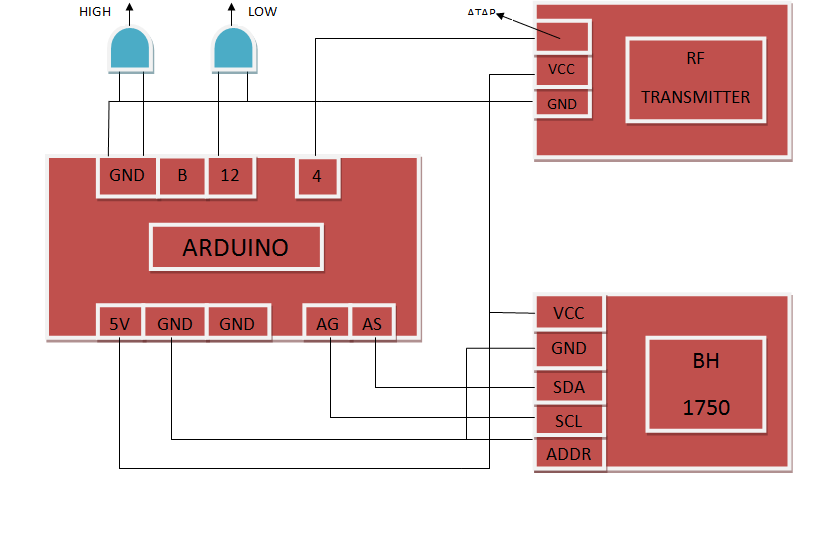 HIGH
LOW
VCC
GND
RF
TRANSMITTER
GND
B
12
4
ARDUINO
5V
GND
GND
AG
AS
VCC
GND
SDA
SCL
ADDR
BH
1750